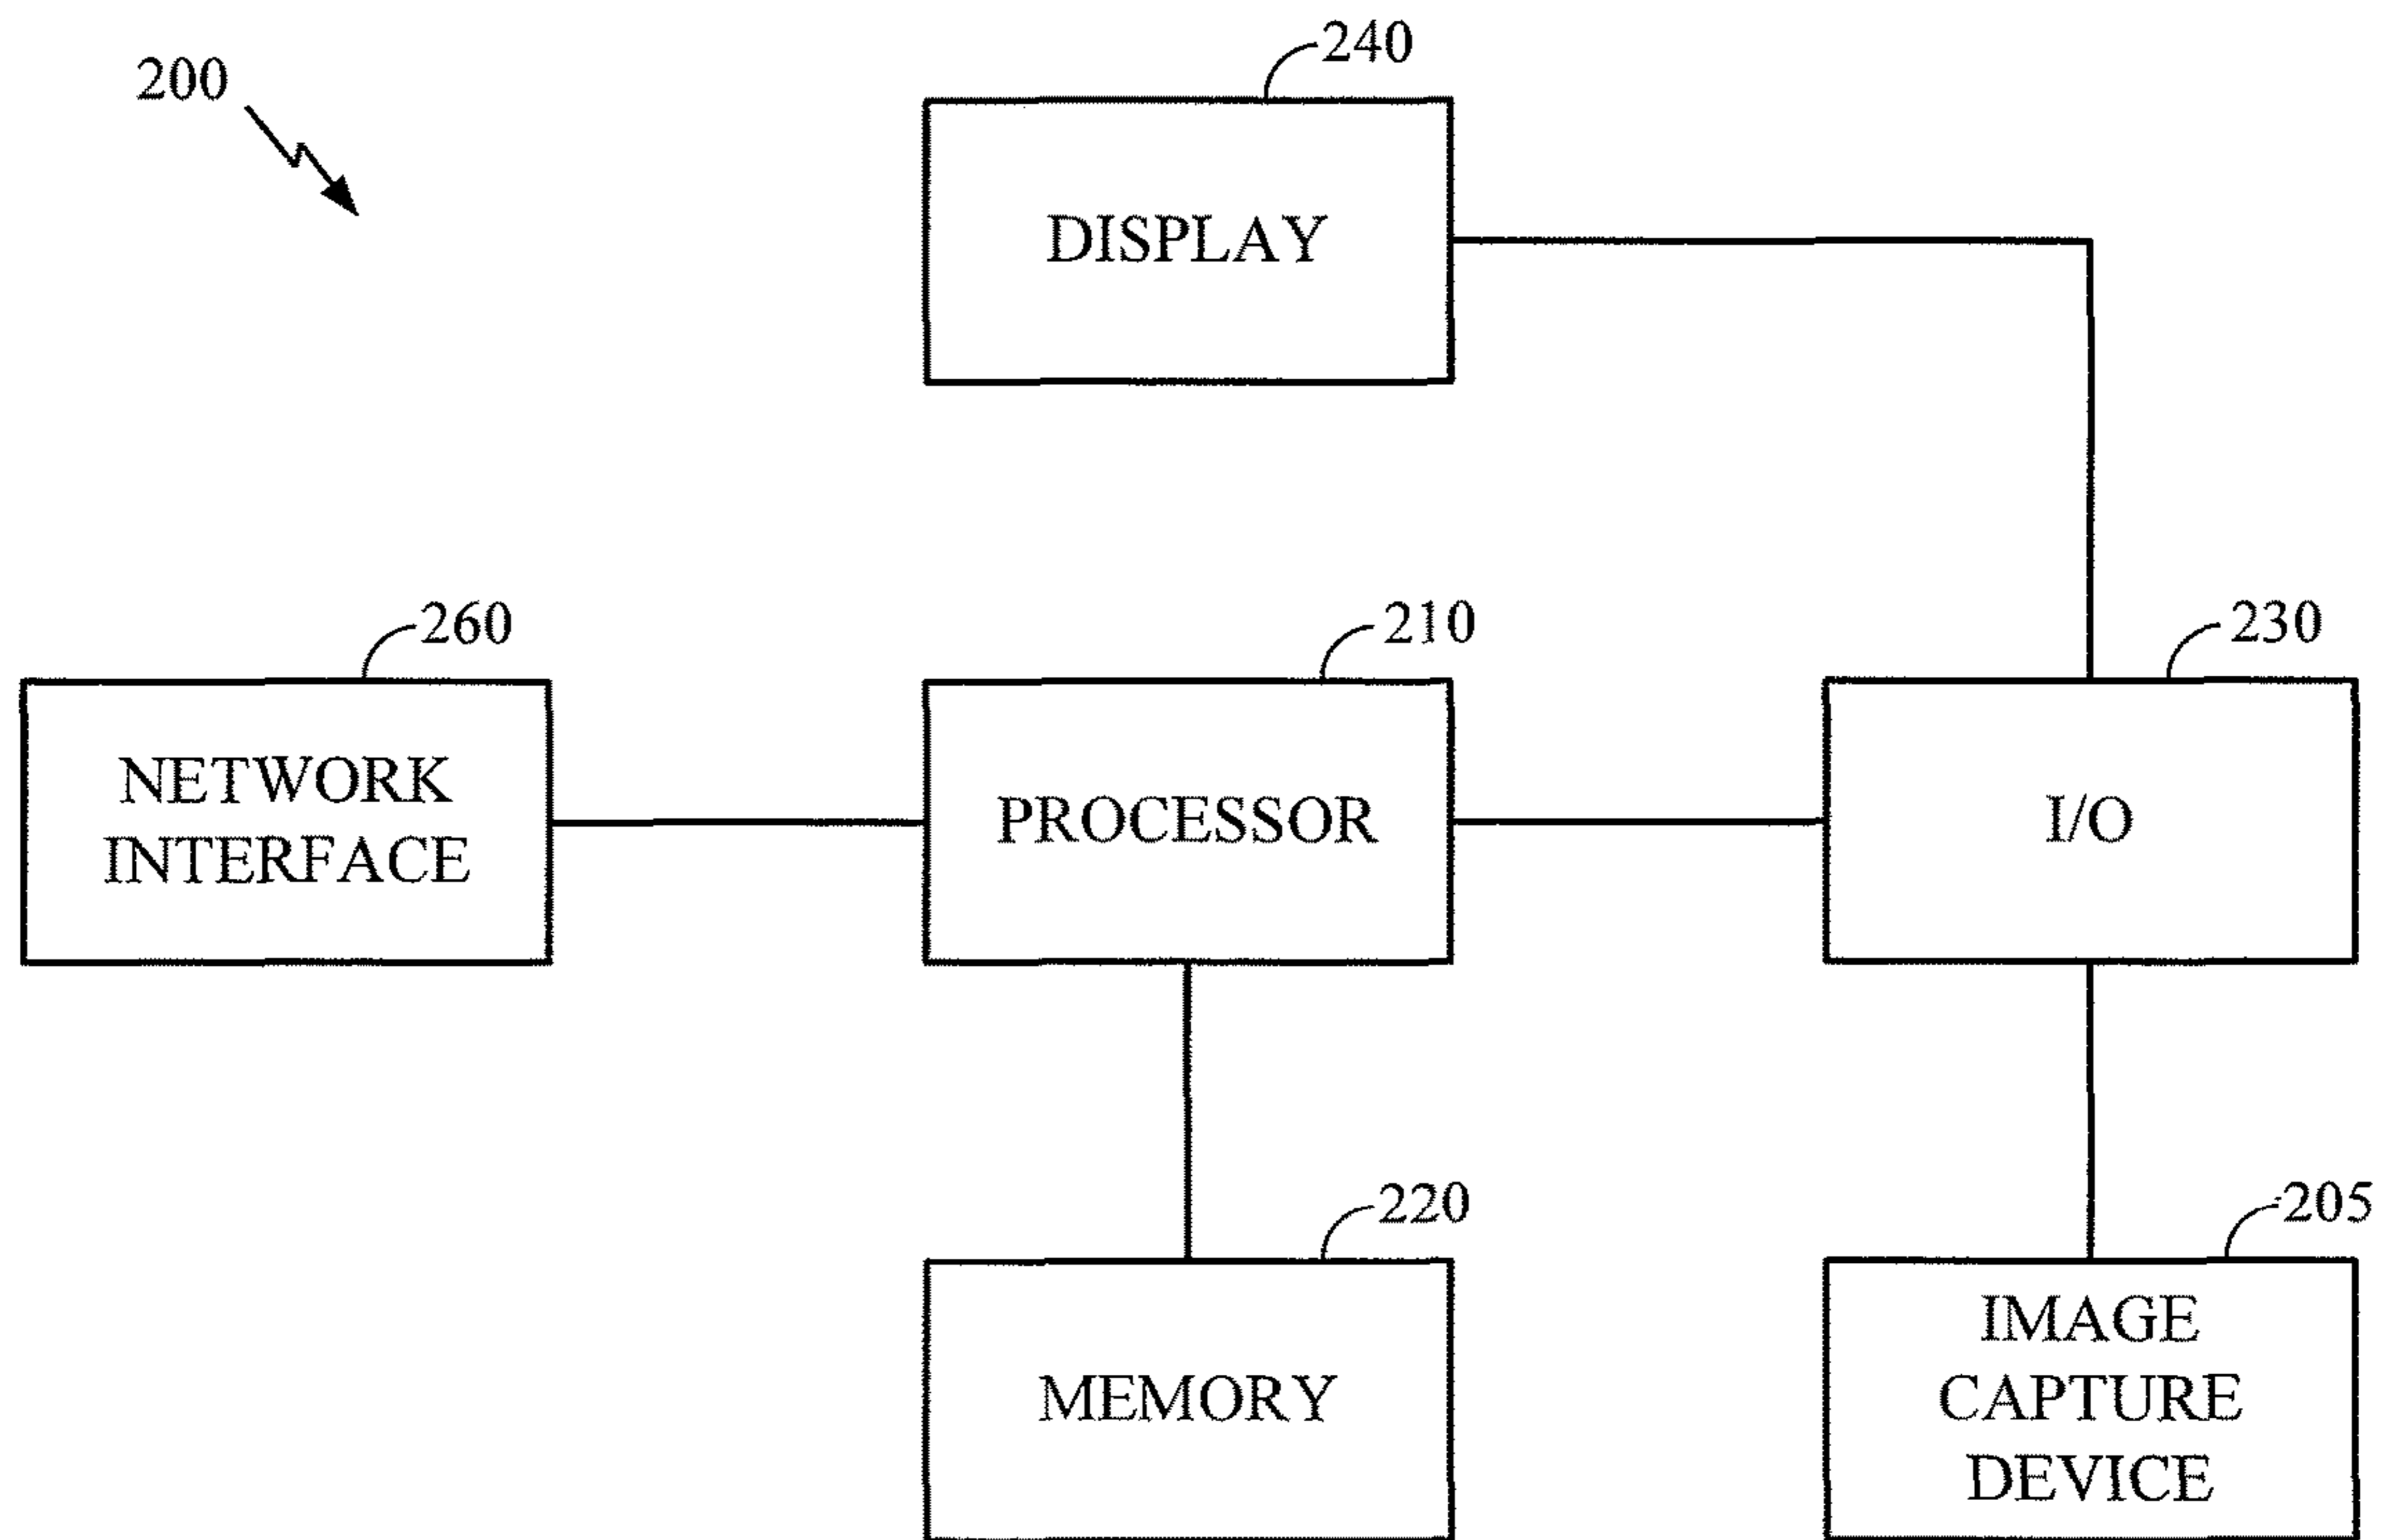 200
240
DISPLAY
260
210
230
NETWORK
INTERFACE
PROCESSOR
I/O
220
205
MEMORY
IMAGE
CAPTURE
DEVICE